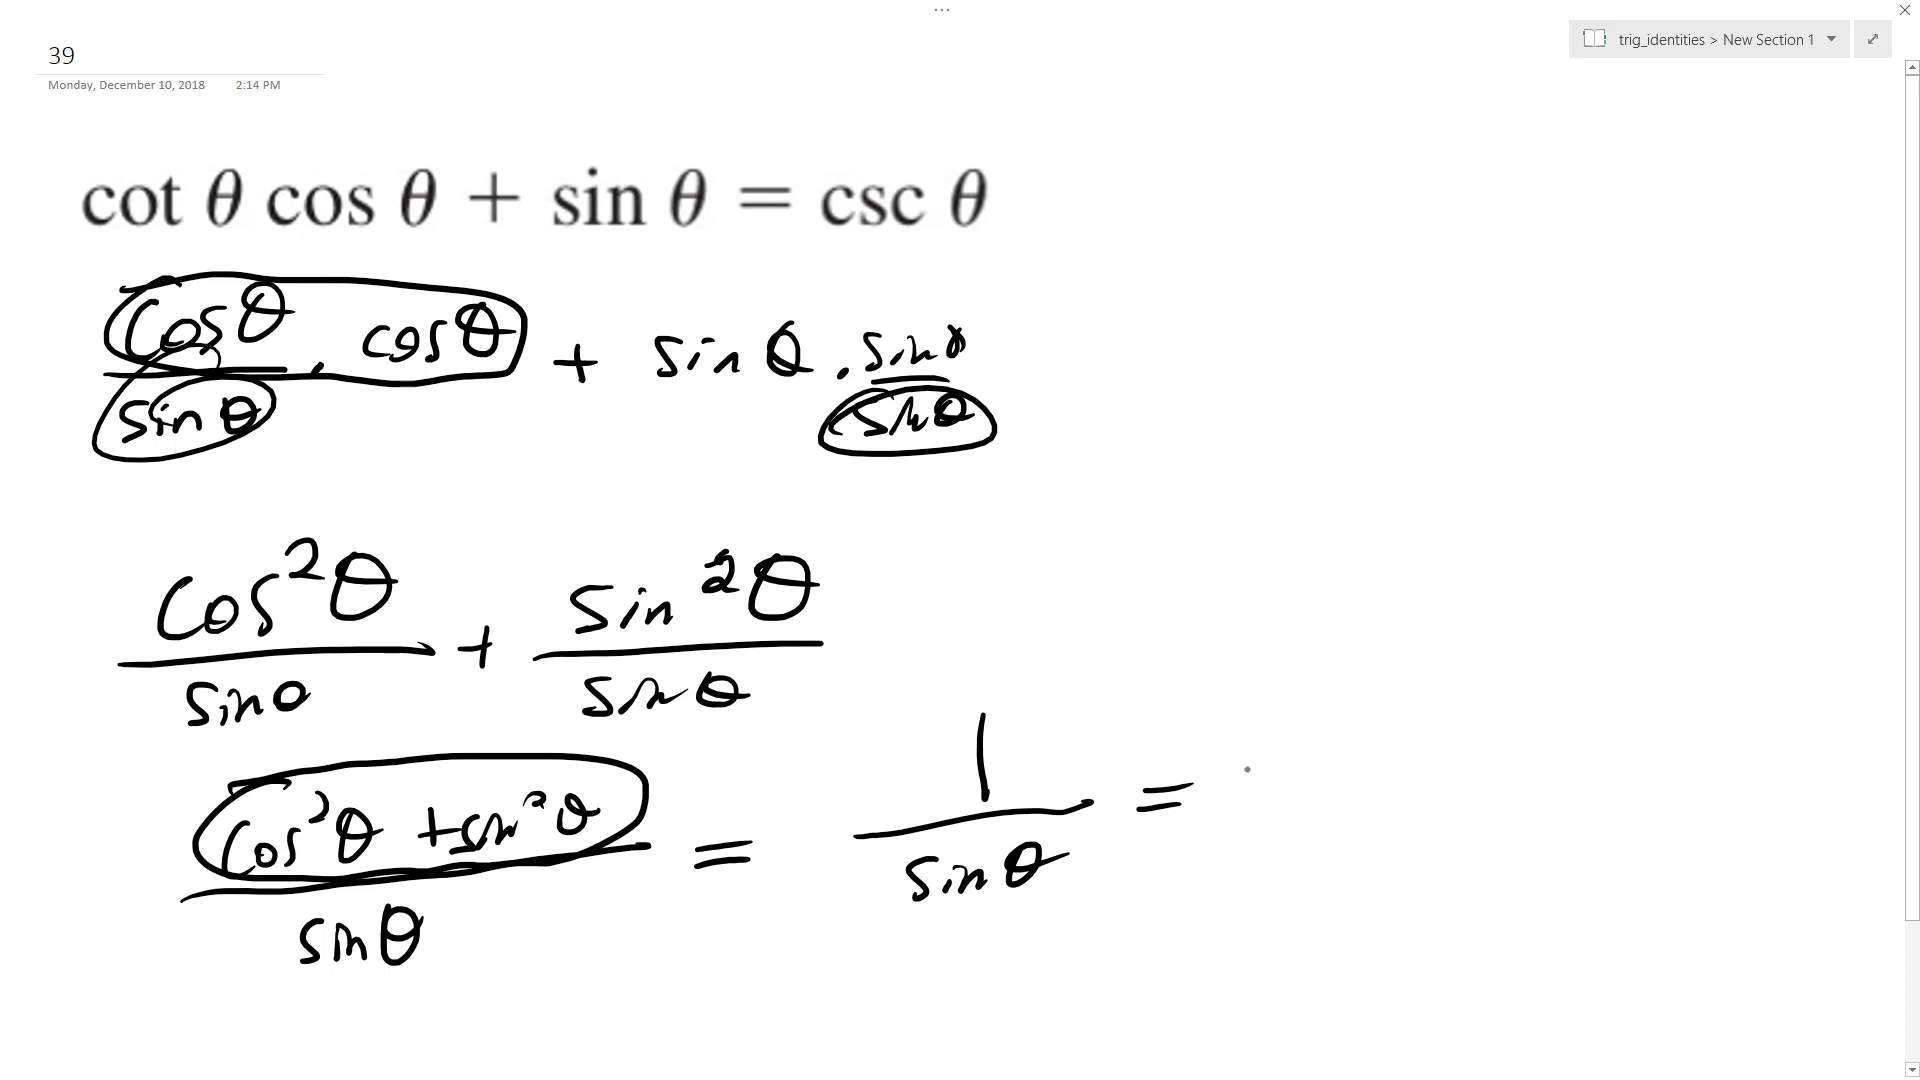 ...
trig_identities > New Section 1
39
Monday, December 10, 2018 2:14 PM
cot θ cos θ + sin θ = csc θ
cosθ/sinθ · cosθ + sin θ · sinθ/sinθ
cos²θ/sinθ + sin²θ/sinθ
cos²θ + sin²θ/sinθ = 1/sinθ =